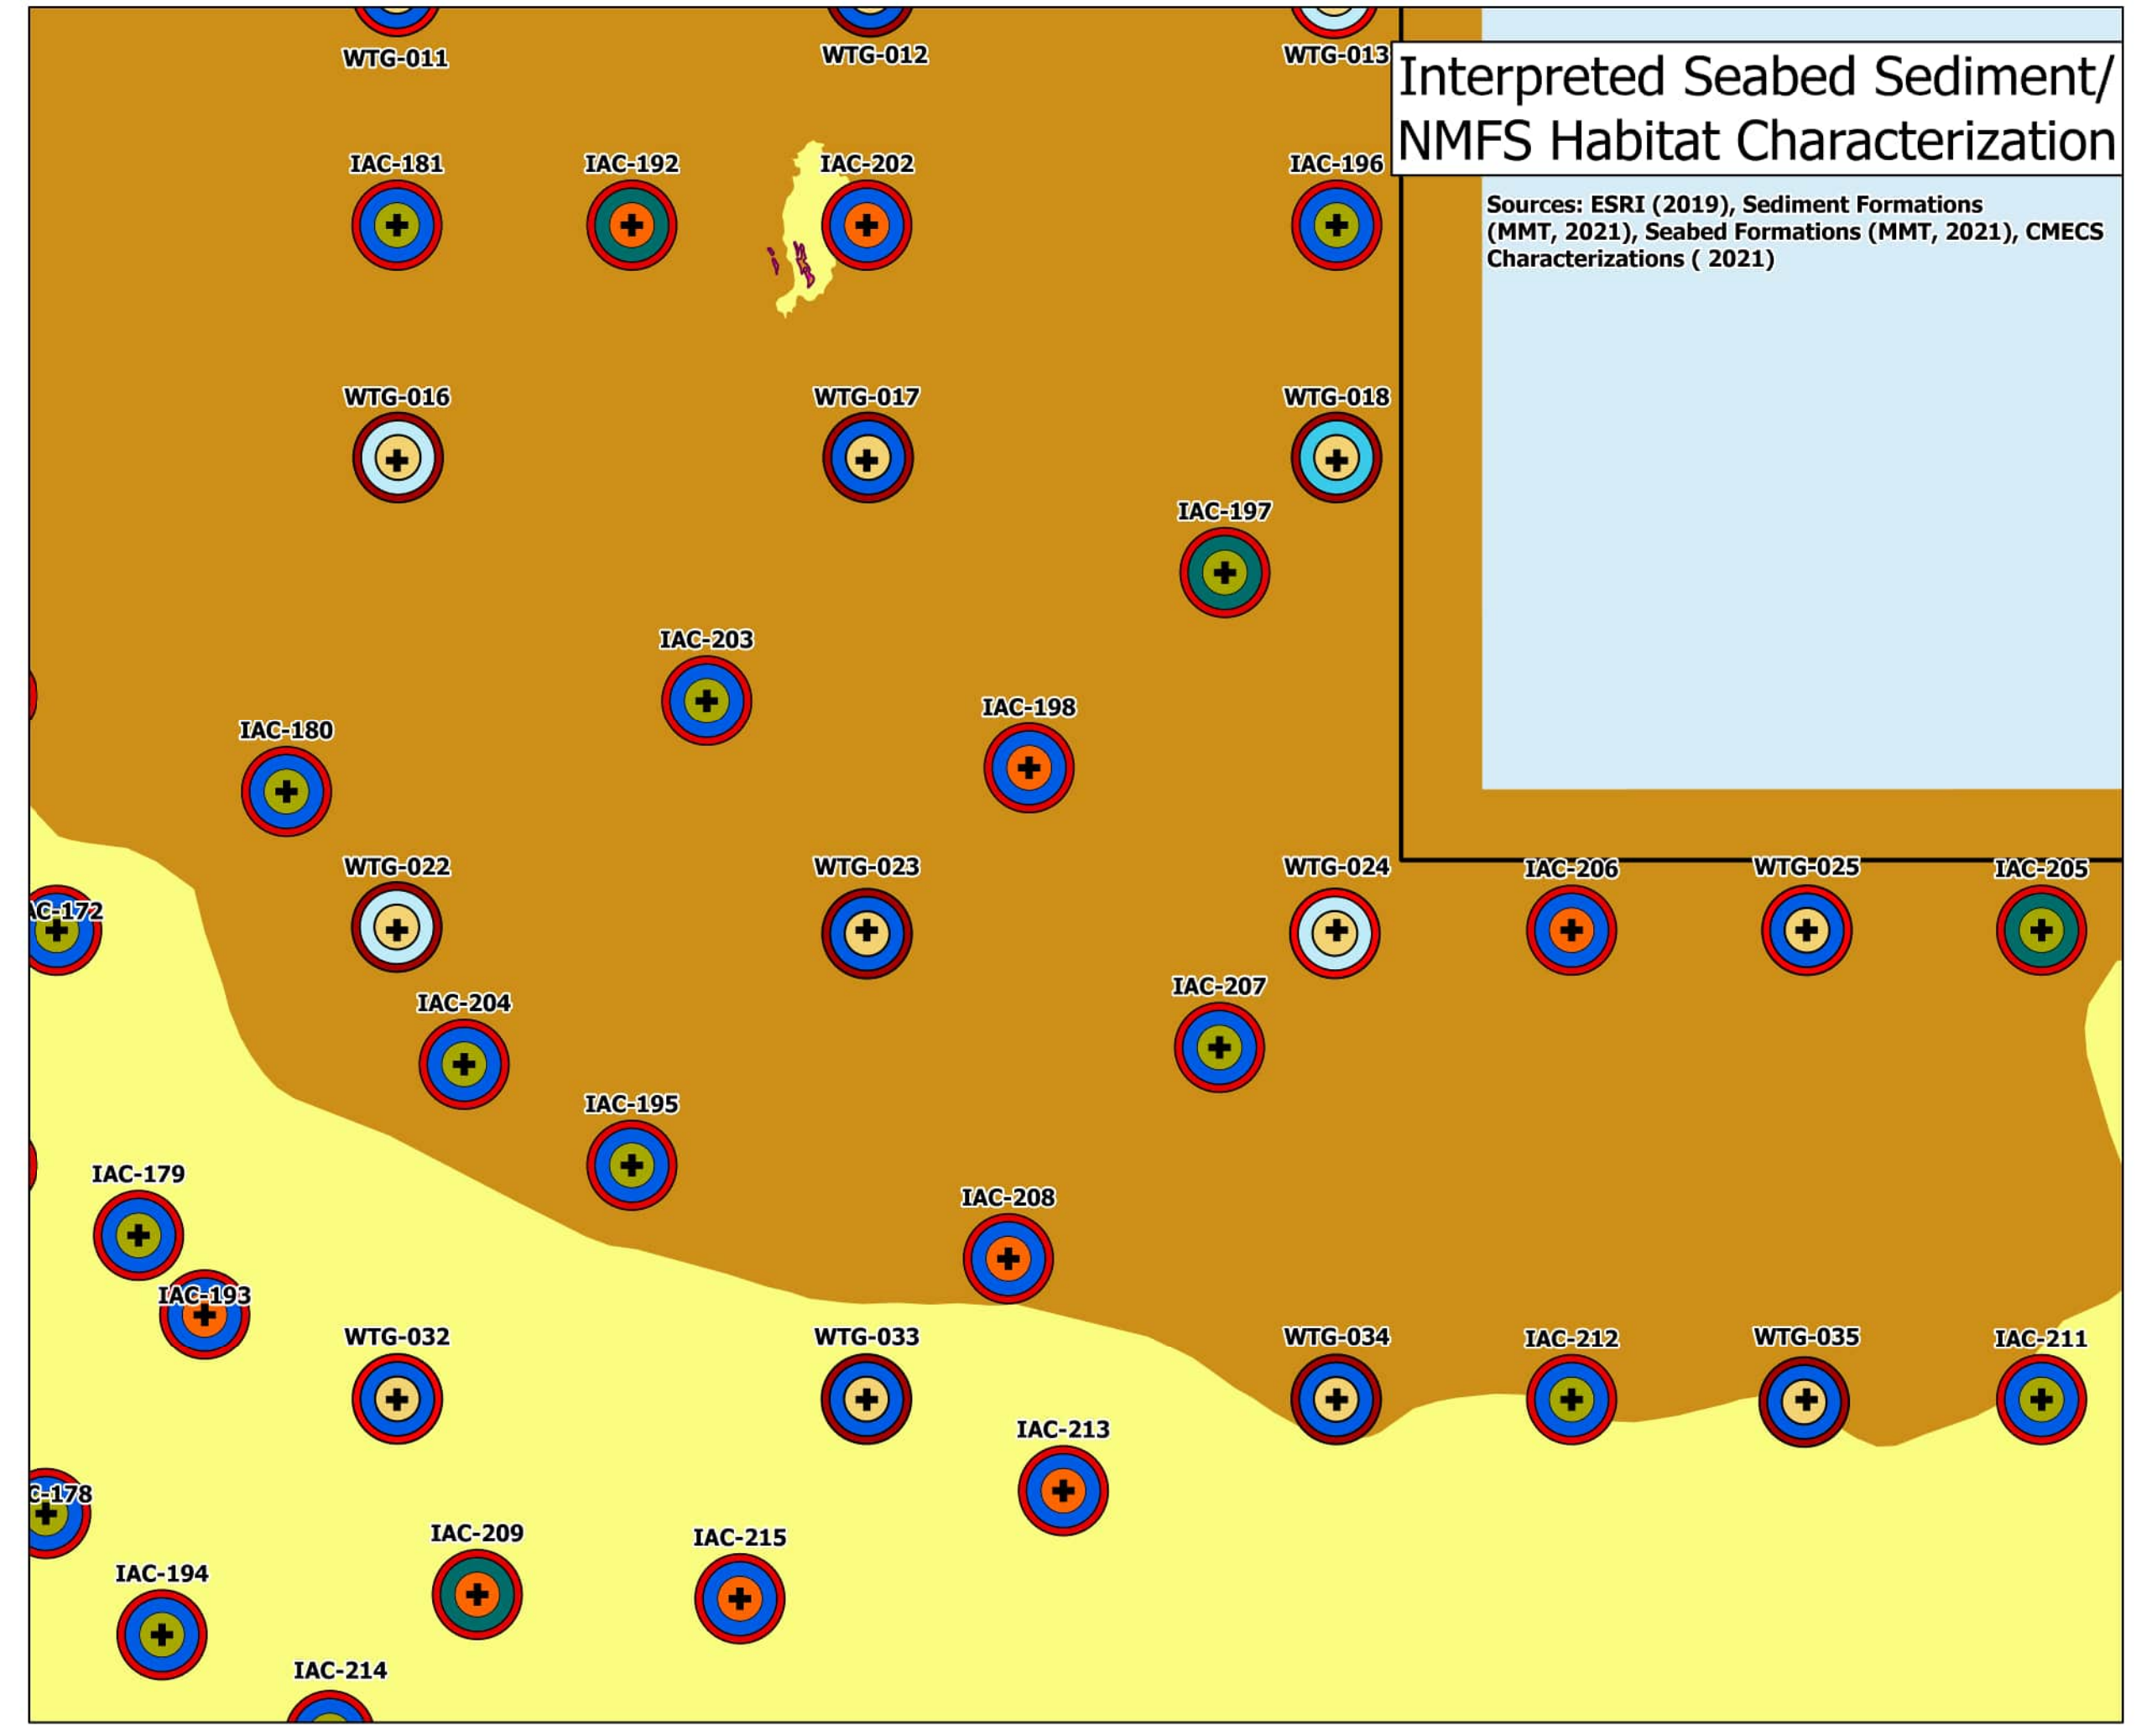 WTG-011
WTG-012
WTG-013
Interpreted Seabed Sediment/
NMFS Habitat Characterization
IAC-181
IAC-192
IAC-202
IAC-196
Sources: ESRI (2019), Sediment Formations
(MMT, 2021), Seabed Formations (MMT, 2021), CMECS
Characterizations ( 2021)
WTG-016
WTG-017
WTG-018
IAC-197
IAC-203
IAC-198
IAC-180
WTG-022
WTG-023
WTG-024
IAC-206
WTG-025
IAC-205
AC-172
IAC-204
IAC-207
IAC-195
IAC-179
IAC-208
IAC-193
WTG-032
WTG-033
WTG-034
IAC-212
WTG-035
IAC-211
IAC-213
C-178
IAC-209
IAC-215
IAC-194
IAC-214